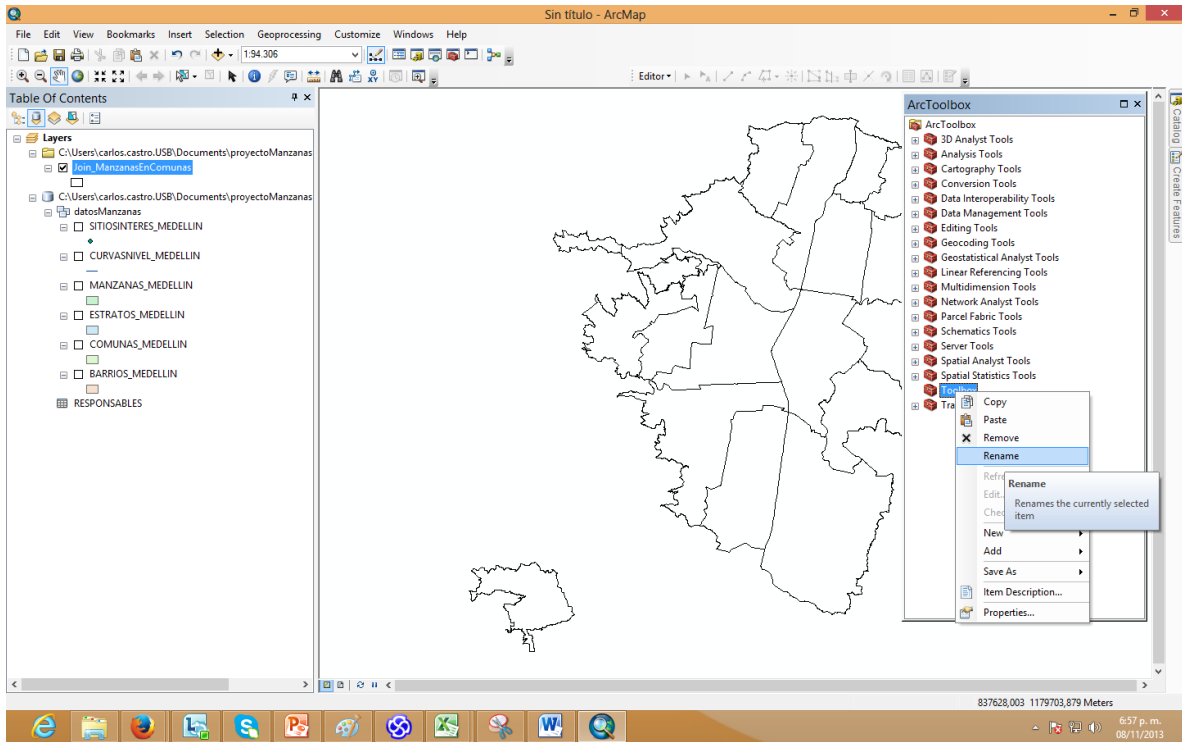 Sin título - ArcMap
File Edit View Bookmarks Insert Selection Geoprocessing Customize Windows Help
1:94.306
Editor
Table Of Contents
Layers
C:\Users\carlos.castro.USB\Documents\proyectoManzanas
Join_ManzanasEnComunas
C:\Users\carlos.castro.USB\Documents\proyectoManzanas
datosManzanas
SITIOSINTERES_MEDELLIN
CURVASNIVEL_MEDELLIN
MANZANAS_MEDELLIN
ESTRATOS_MEDELLIN
COMUNAS_MEDELLIN
BARRIOS_MEDELLIN
RESPONSABLES
ArcToolbox
ArcToolbox
3D Analyst Tools
Analysis Tools
Cartography Tools
Conversion Tools
Data Interoperability Tools
Data Management Tools
Editing Tools
Geocoding Tools
Geostatistical Analyst Tools
Linear Referencing Tools
Multidimension Tools
Network Analyst Tools
Parcel Fabric Tools
Schematics Tools
Server Tools
Spatial Analyst Tools
Spatial Statistics Tools
Toolbox
Tra
Copy
Paste
Remove
Rename
Refre
Edit..
Chec
New
Add
Save As
Item Description...
Properties...
Rename
Renames the currently selected
item
Catalog
Create Features
837628,003 1179703,879 Meters
6:57 p. m.
08/11/2013